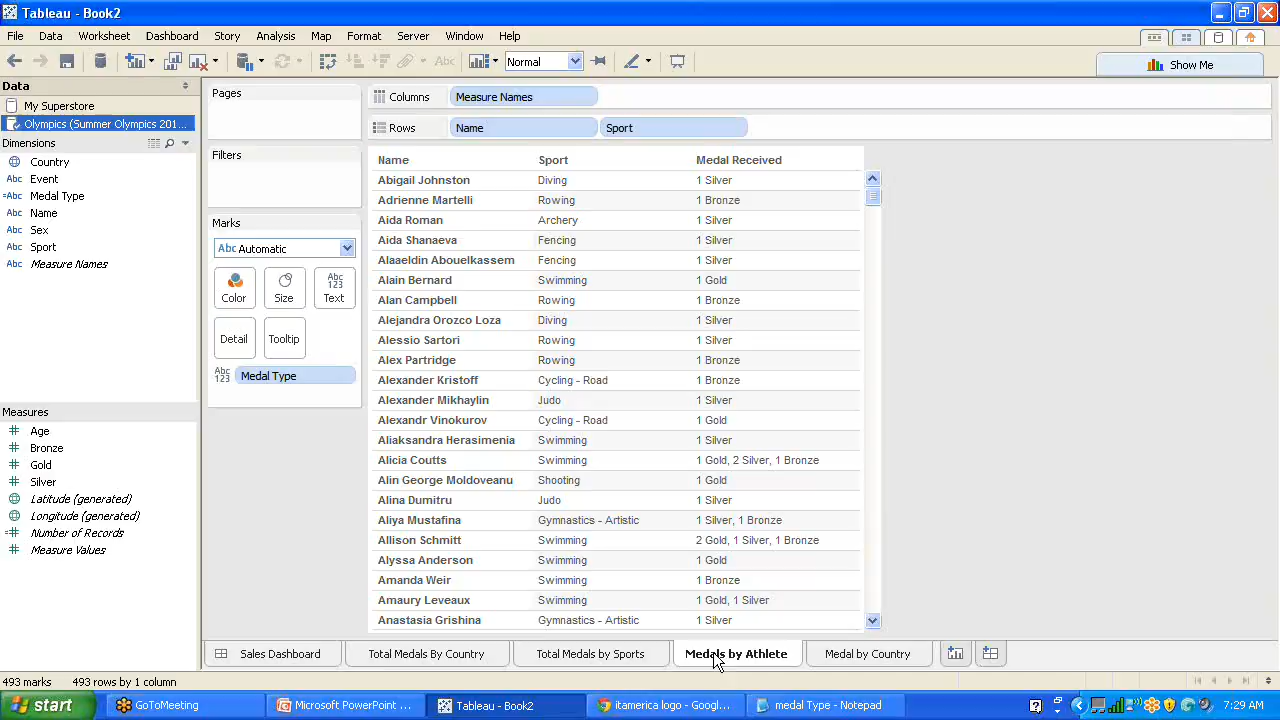 Tableau - Book2
File Data Worksheet Dashboard Story Analysis Map Format Server Window Help
Abc Normal Show Me
Data
My Superstore
Olympics (Summer Olympics 201...
Dimensions
Country
Abc Event
=Abc Medal Type
Abc Name
Abc Sex
Abc Sport
Abc Measure Names
Measures
Age
Bronze
Gold
Silver
Latitude (generated)
Longitude (generated)
Number of Records
Measure Values
Pages
Filters
Marks
Abc Automatic
Color Size Abc 123 Text
Detail Tooltip
Abc 123 Medal Type
Columns Measure Names
Rows Name Sport
Name Sport Medal Received
Abigail Johnston Diving 1 Silver
Adrienne Martelli Rowing 1 Bronze
Aida Roman Archery 1 Silver
Aida Shanaeva Fencing 1 Silver
Alaaeldin Abouelkassem Fencing 1 Silver
Alain Bernard Swimming 1 Gold
Alan Campbell Rowing 1 Bronze
Alejandra Orozco Loza Diving 1 Silver
Alessio Sartori Rowing 1 Silver
Alex Partridge Rowing 1 Bronze
Alexander Kristoff Cycling - Road 1 Bronze
Alexander Mikhaylin Judo 1 Silver
Alexandr Vinokurov Cycling - Road 1 Gold
Aliaksandra Herasimenia Swimming 1 Silver
Alicia Coutts Swimming 1 Gold, 2 Silver, 1 Bronze
Alin George Moldoveanu Shooting 1 Gold
Alina Dumitru Judo 1 Silver
Aliya Mustafina Gymnastics - Artistic 1 Silver, 1 Bronze
Allison Schmitt Swimming 2 Gold, 1 Silver, 1 Bronze
Alyssa Anderson Swimming 1 Gold
Amanda Weir Swimming 1 Bronze
Amaury Leveaux Swimming 1 Gold, 1 Silver
Anastasia Grishina Gymnastics - Artistic 1 Silver
Sales Dashboard Total Medals By Country Total Medals by Sports Medals by Athlete Medal by Country
493 marks 493 rows by 1 column
start GoToMeeting Microsoft PowerPoint ... Tableau - Book2 itamerica logo - Googl... medal Type - Notepad 7:29 AM